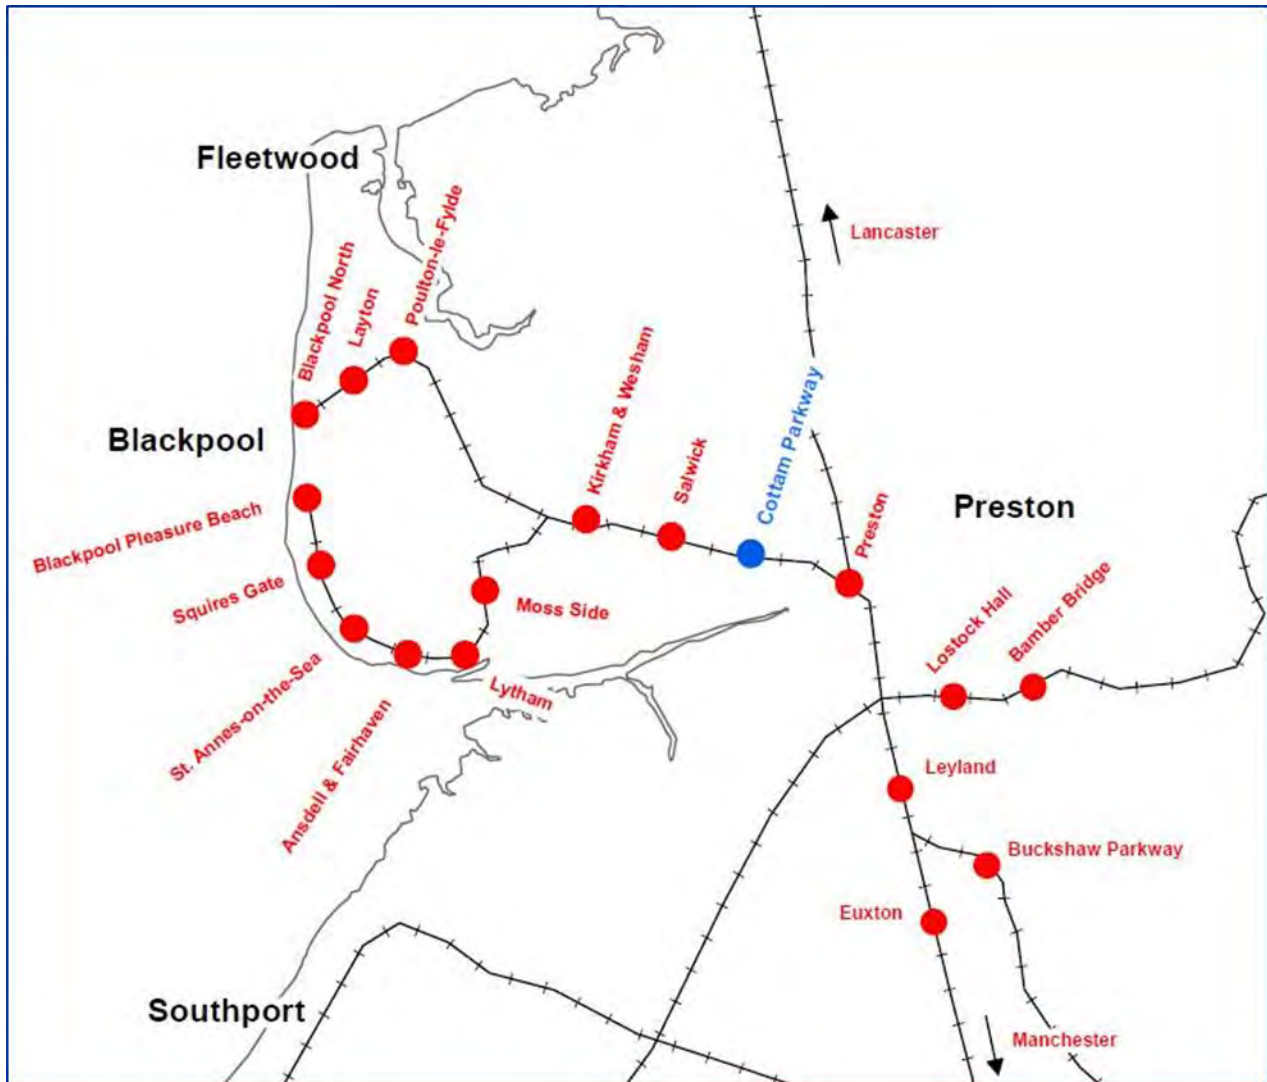 Fleetwood
Poulton-le-Fylde
Blackpool North
Layton
Lancaster
Kirkham & Wesham
Cottam Parkway
Salwick
Blackpool
Preston
Preston
Blackpool Pleasure Beach
Squires Gate
Moss Side
Lostock Hall
Bamber Bridge
St. Annes-on-the-Sea
Lytham
Ansdell & Fairhaven
Leyland
Buckshaw Parkway
Euxton
Southport
Manchester